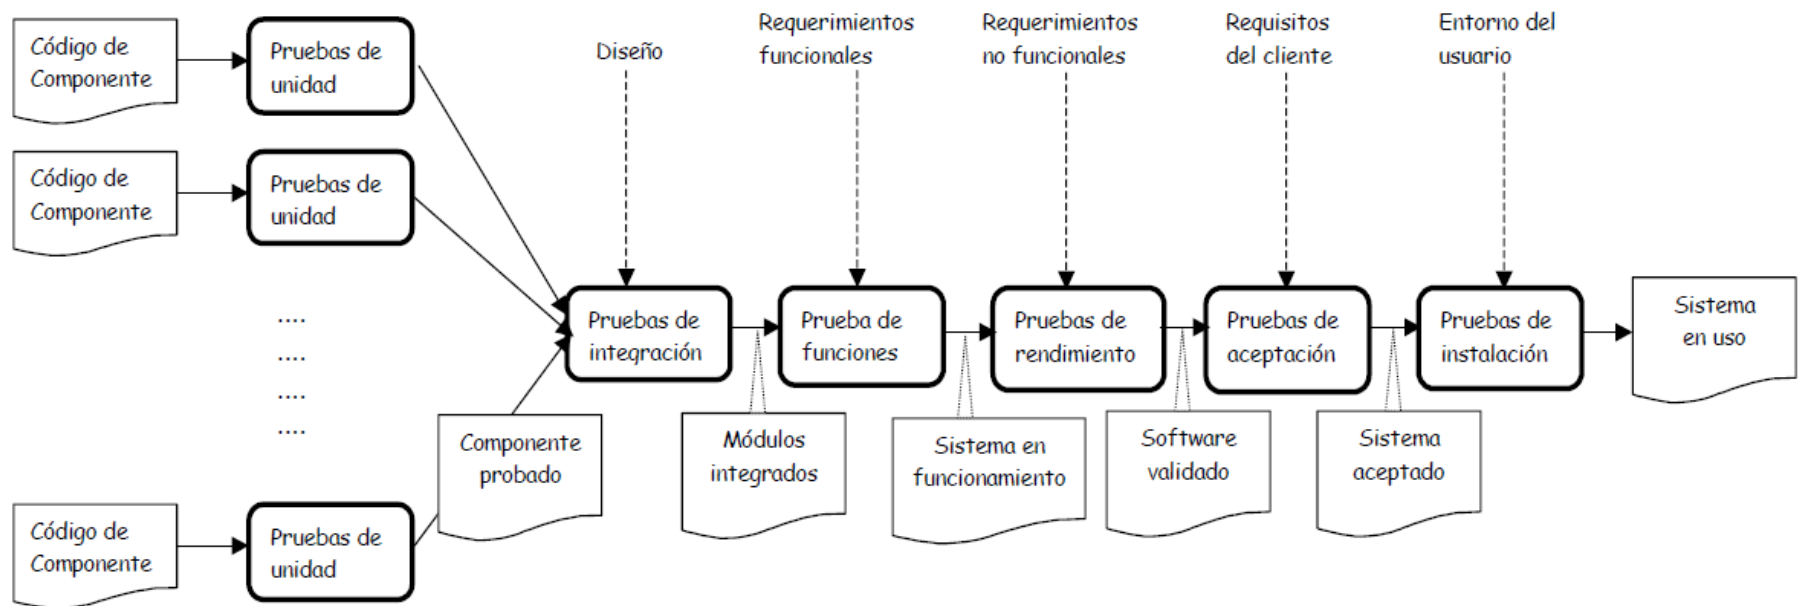 Código de
Componente
Pruebas de
unidad
Código de
Componente
Pruebas de
unidad
....
....
....
....
Código de
Componente
Pruebas de
unidad
Componente
probado
Diseño
Pruebas de
integración
Módulos
integrados
Requerimientos
funcionales
Prueba de
funciones
Sistema en
funcionamiento
Requerimientos
no funcionales
Pruebas de
rendimiento
Software
validado
Requisitos
del cliente
Pruebas de
aceptación
Sistema
aceptado
Entorno del
usuario
Pruebas de
instalación
Sistema
en uso